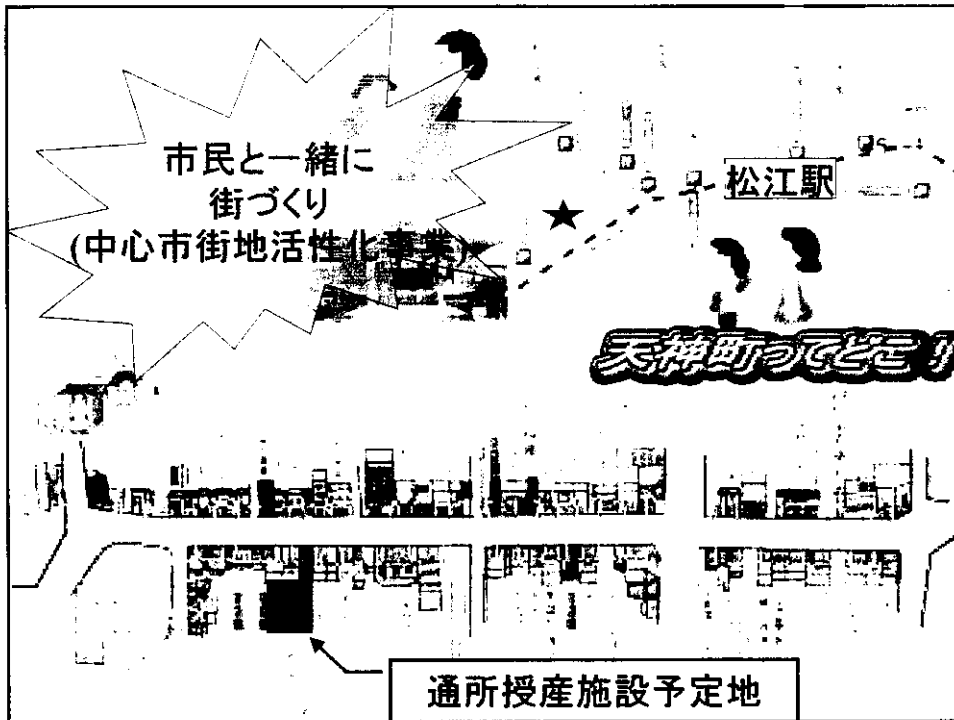 市民と一緒に
街づくり
(中心市街地活性化事業)
松江駅
天神町ってどこ
通所授産施設予定地